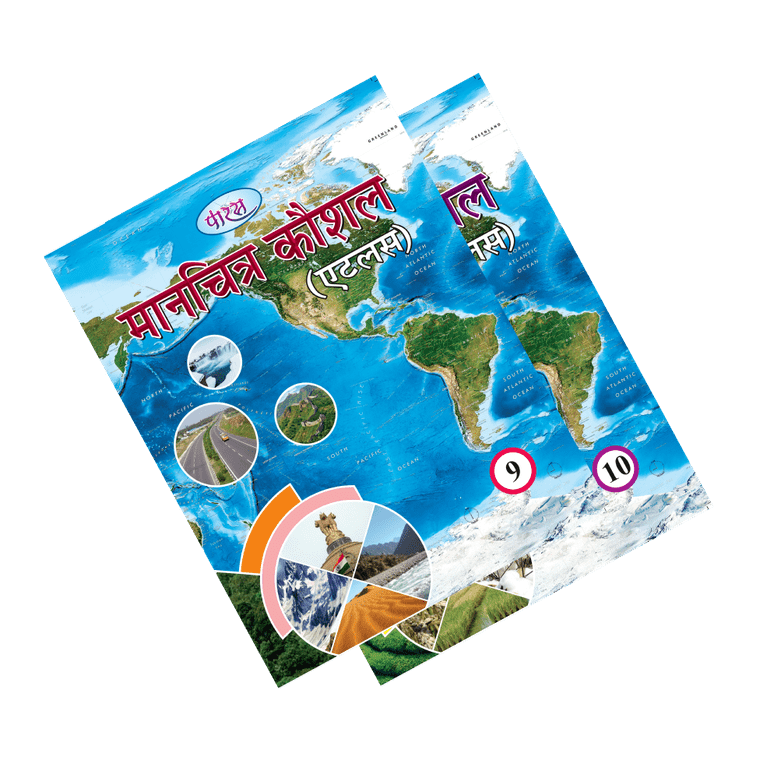 पारस
मानचित्र कौशल
(एटलस)
GREENLAND
NORTH
ATLANTIC
OCEAN
NORTH
PACIFIC
SOUTH
ATLANTIC
OCEAN
SOUTH PACIFIC OCEAN
9
GREENLAND
NORTH
ATLANTIC
OCEAN
SOUTH
ATLANTIC
OCEAN
10